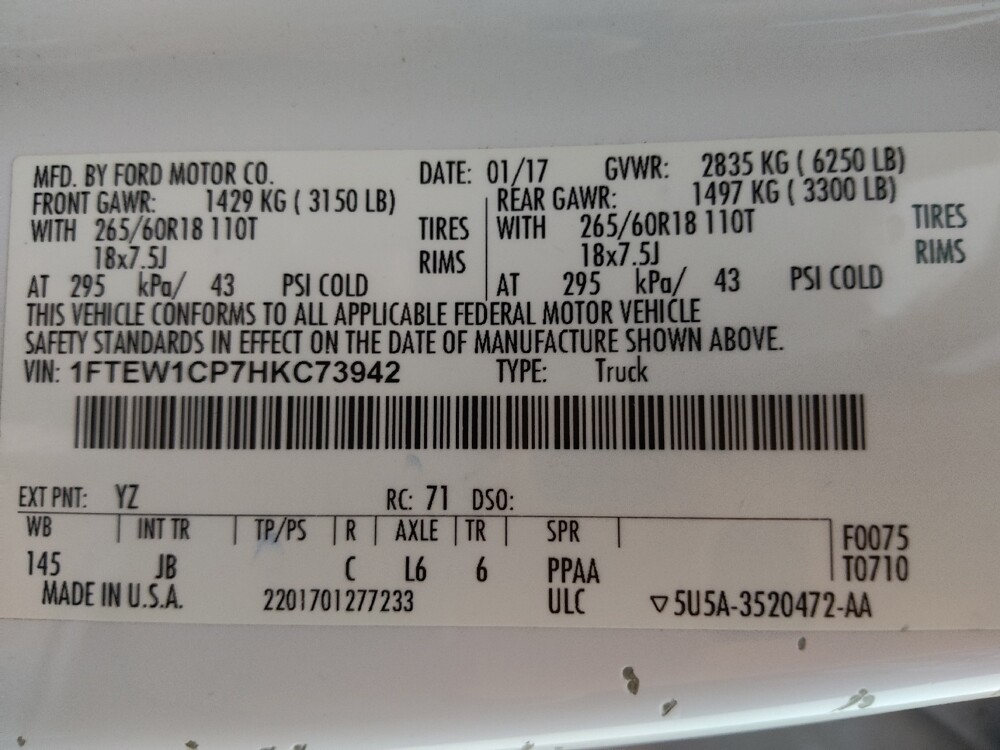 MFD. BY FORD MOTOR CO. DATE: 01/17 GVWR: 2835 KG ( 6250 LB)
FRONT GAWR: 1429 KG ( 3150 LB) REAR GAWR: 1497 KG ( 3300 LB)
WITH 265/60R18 110T TIRES WITH 265/60R18 110T TIRES
18x7.5J RIMS 18x7.5J RIMS
AT 295 kPa/ 43 PSI COLD AT 295 kPa/ 43 PSI COLD
THIS VEHICLE CONFORMS TO ALL APPLICABLE FEDERAL MOTOR VEHICLE
SAFETY STANDARDS IN EFFECT ON THE DATE OF MANUFACTURE SHOWN ABOVE.
VIN: 1FTEW1CP7HKC73942 TYPE: Truck
EXT PNT: YZ RC: 71 DSO:
WB INT TR TP/PS R AXLE TR SPR F0075
145 JB C L6 6 PPAA T0710
MADE IN U.S.A. 2201701277233 ULC ▽5U5A-3520472-AA